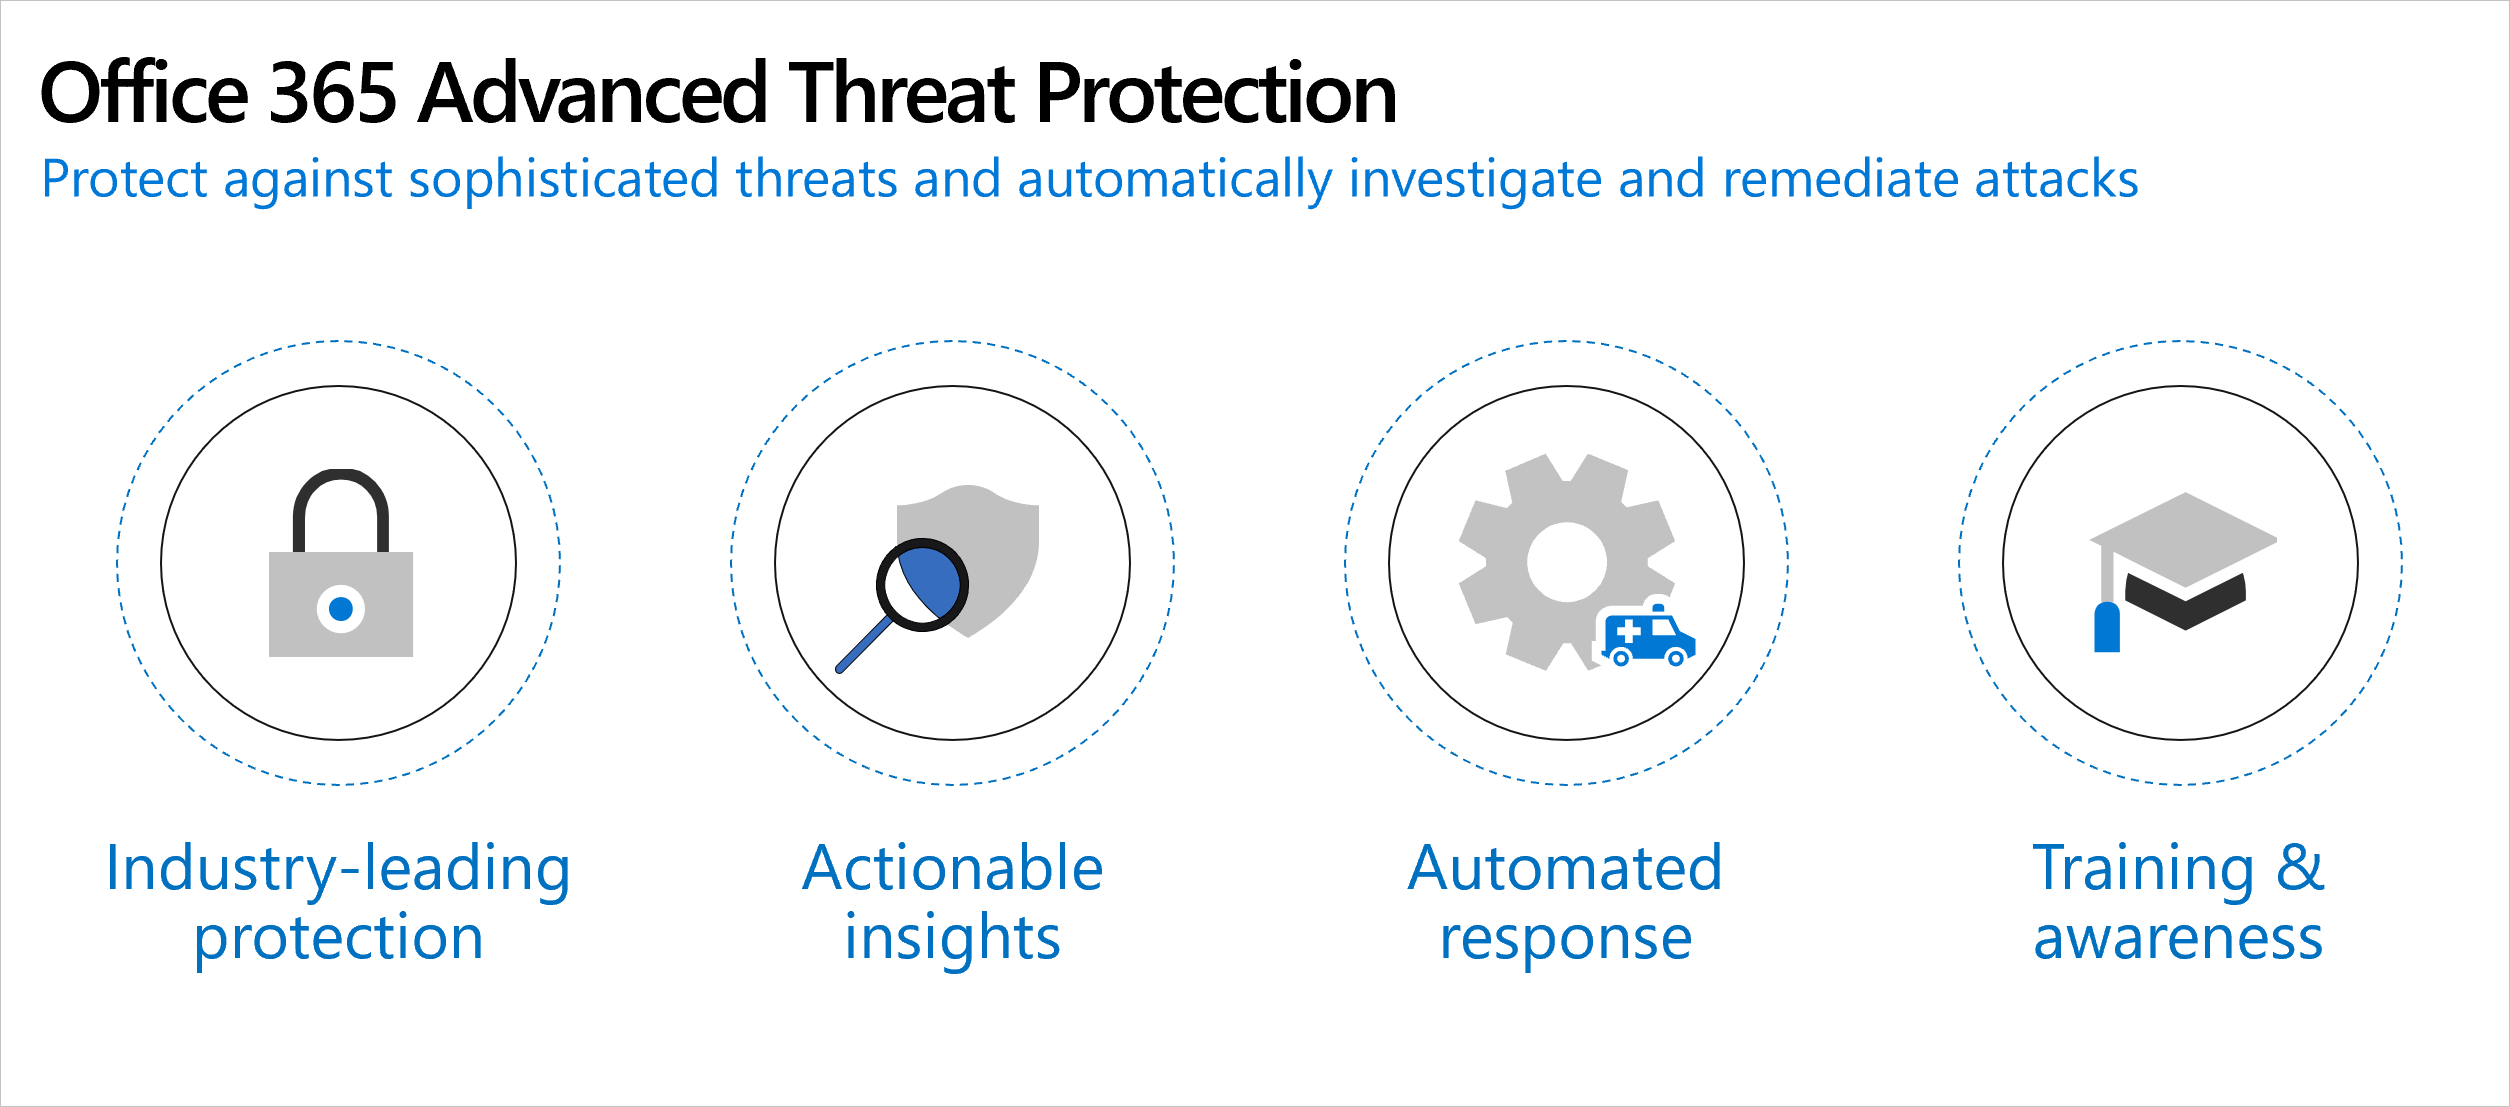 Office 365 Advanced Threat Protection
Protect against sophisticated threats and automatically investigate and remediate attacks
Industry-leading
protection
Actionable
insights
Automated
response
Training &
awareness